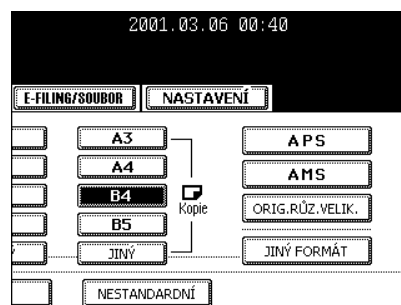 2001.03.06 00:40
E-FILING/SOUBOR NASTAVENÍ
A3 APS
A4 AMS
B4 Kopie ORIG.RŮZ.VELIK.
B5
JINÝ JINÝ FORMÁT
NESTANDARDNÍ